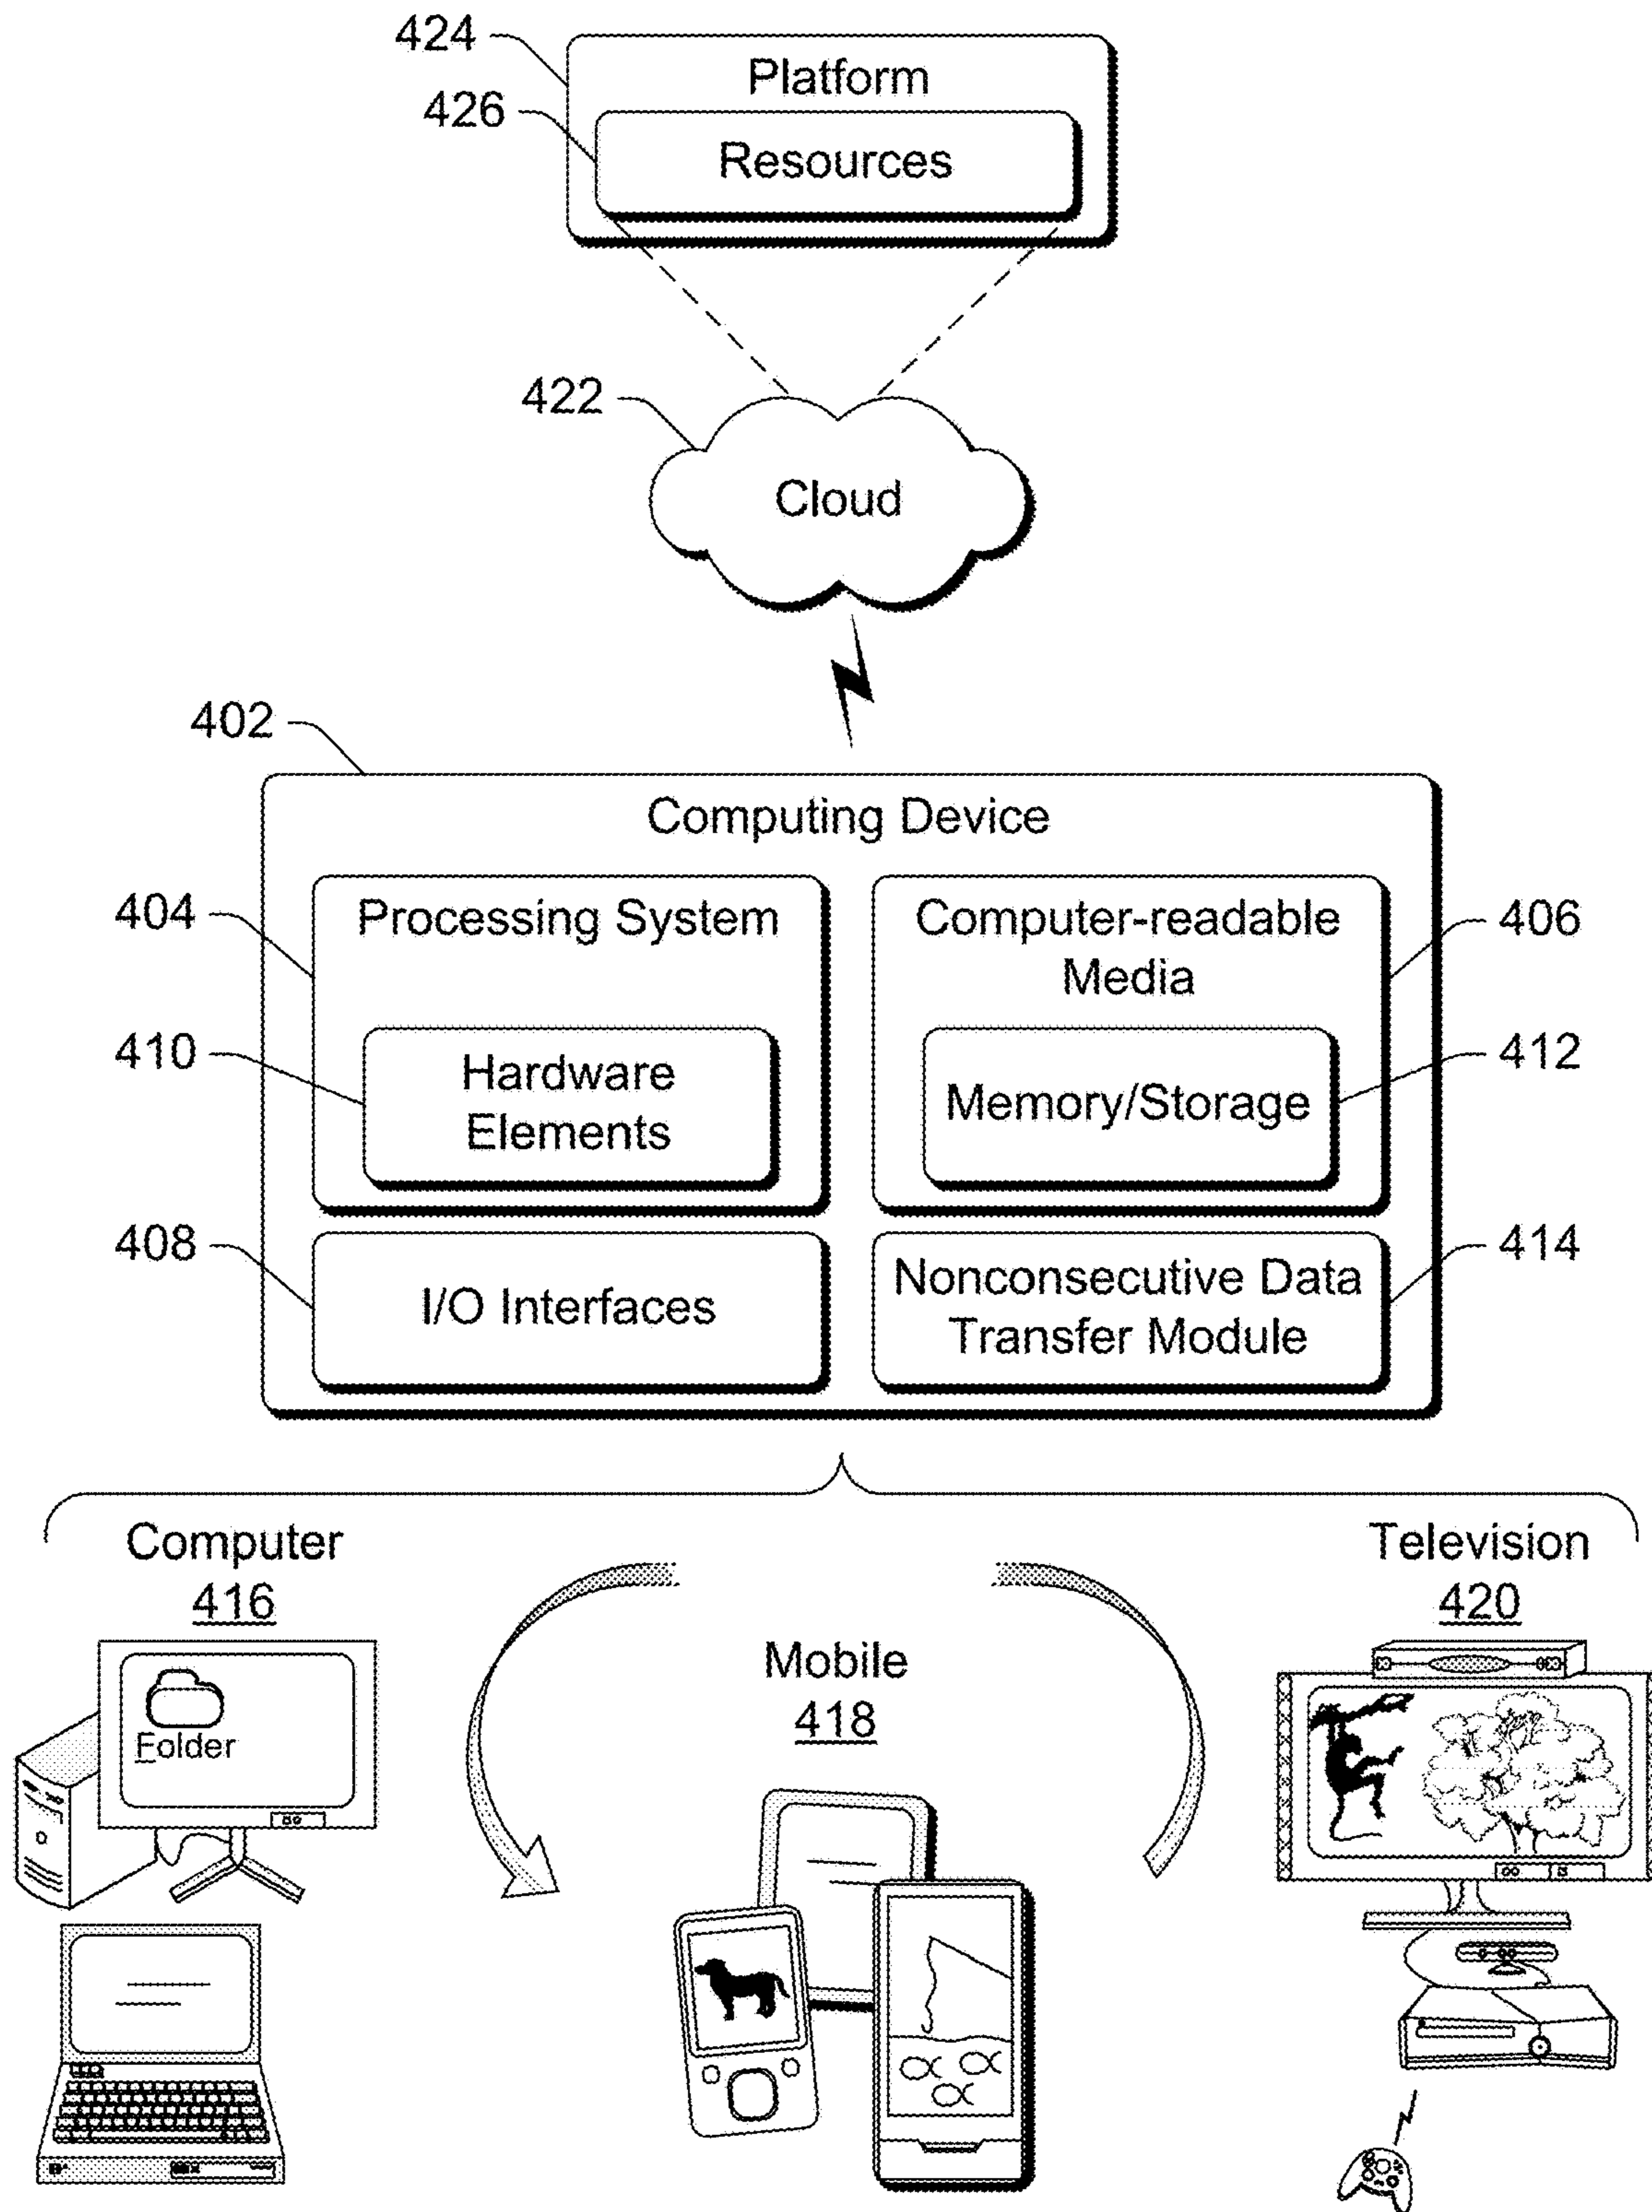 424
Platform
426
Resources
422
Cloud
402
Computing Device
404
Processing System
Computer-readable
Media
406
410
Hardware
Elements
Memory/Storage
412
408
I/O Interfaces
Nonconsecutive Data
Transfer Module
414
Computer
416
Television
420
Mobile
418
Folder